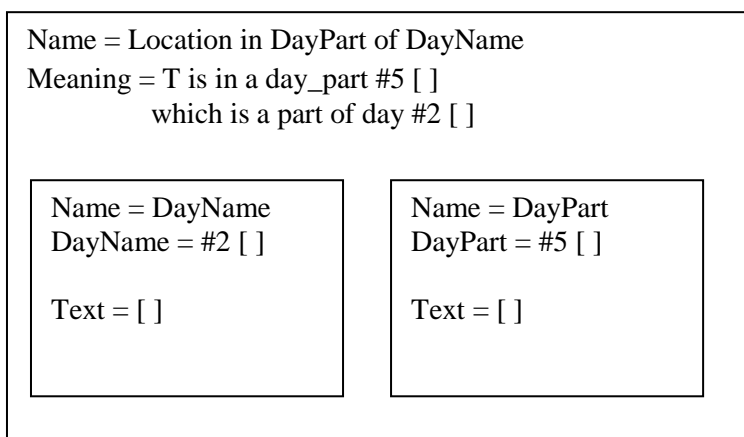 Name = Location in DayPart of DayName
Meaning = T is in a day_part #5 [ ]
which is a part of day #2 [ ]
Name = DayName
DayName = #2 [ ]
Text = [ ]
Name = DayPart
DayPart = #5 [ ]
Text = [ ]